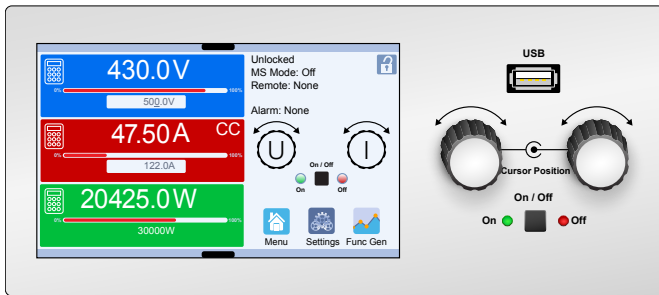 430.0V
0%
100%
500.0V
47.50A
CC
0%
100%
122.0A
20425.0W
0%
100%
30000W
Unlocked
MS Mode: Off
Remote: None
Alarm: None
U
I
On / Off
On
Off
Menu
Settings
Func Gen
USB
Cursor Position
On / Off
On
Off